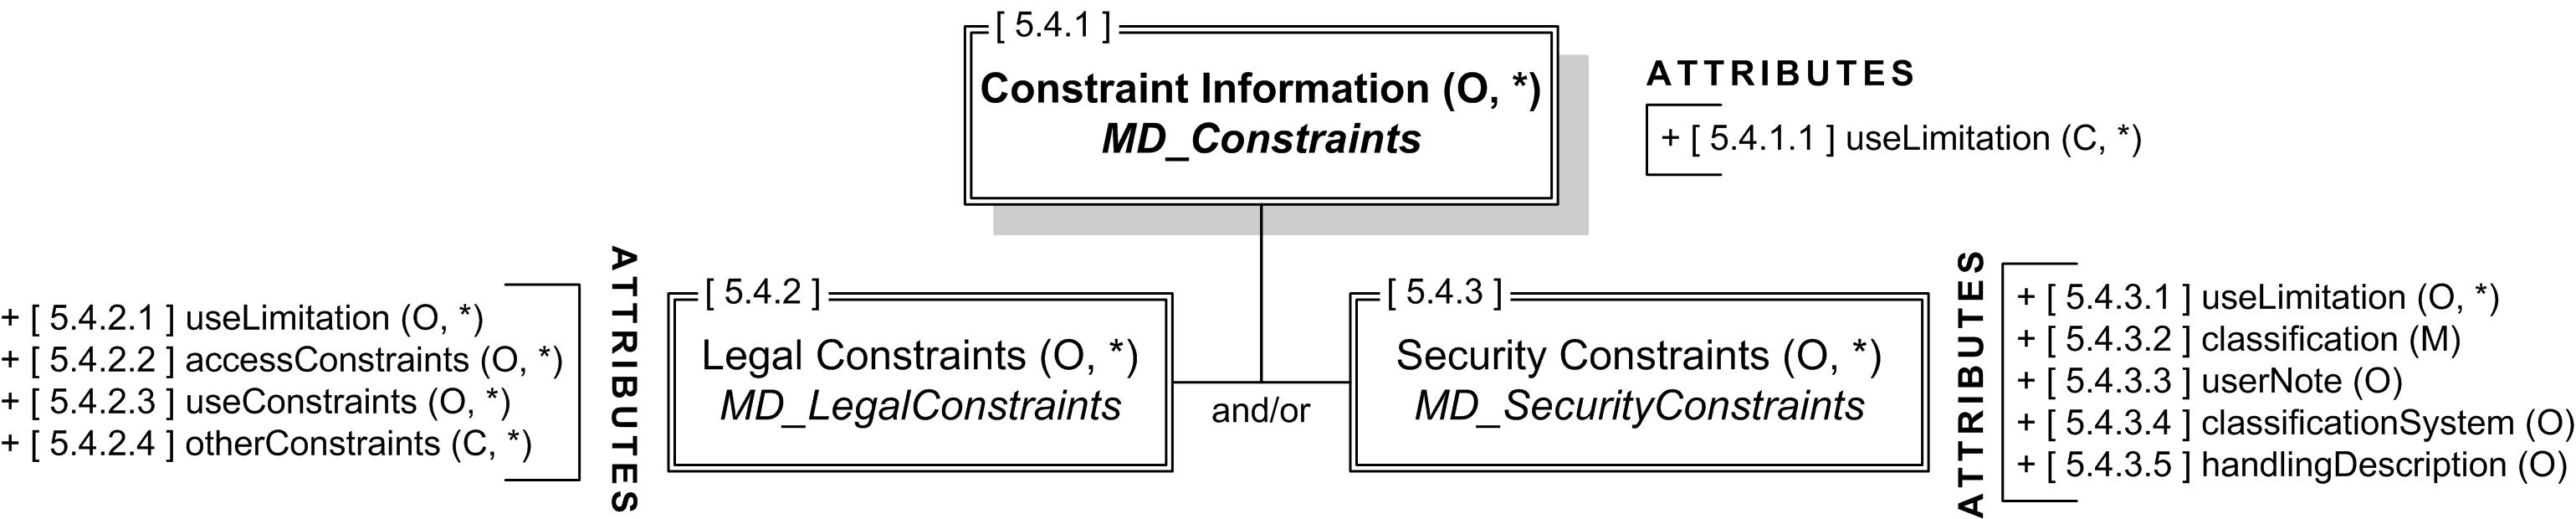 [ 5.4.1 ]
Constraint Information (O, *)
MD_Constraints
ATTRIBUTES
+ [ 5.4.1.1 ] useLimitation (C, *)
+ [ 5.4.2.1 ] useLimitation (O, *)
+ [ 5.4.2.2 ] accessConstraints (O, *)
+ [ 5.4.2.3 ] useConstraints (O, *)
+ [ 5.4.2.4 ] otherConstraints (C, *)
ATTRIBUTES
[ 5.4.2 ]
Legal Constraints (O, *)
MD_LegalConstraints
and/or
[ 5.4.3 ]
Security Constraints (O, *)
MD_SecurityConstraints
ATTRIBUTES
+ [ 5.4.3.1 ] useLimitation (O, *)
+ [ 5.4.3.2 ] classification (M)
+ [ 5.4.3.3 ] userNote (O)
+ [ 5.4.3.4 ] classificationSystem (O)
+ [ 5.4.3.5 ] handlingDescription (O)